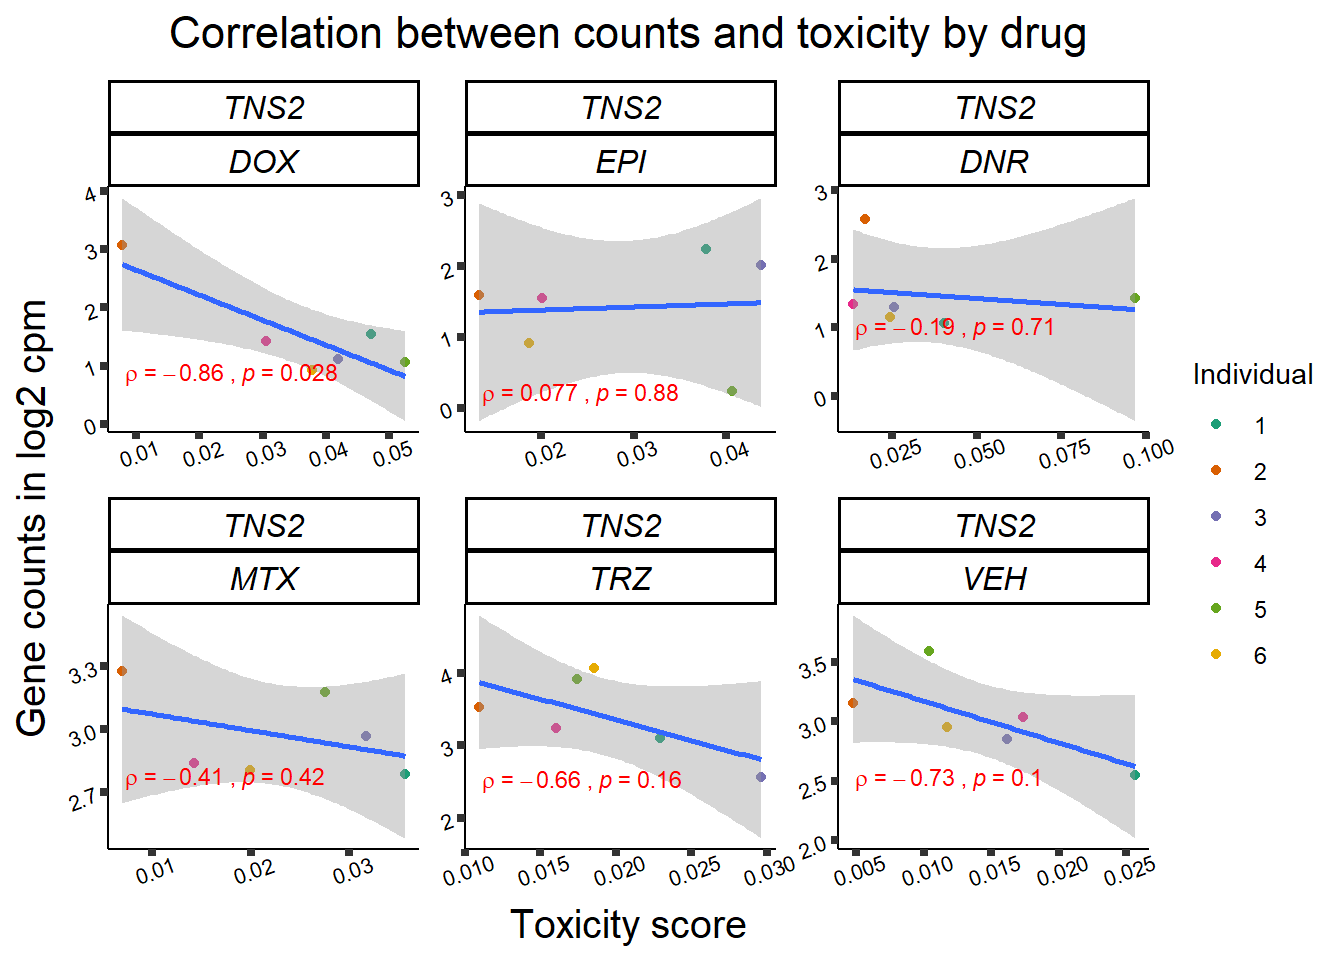 Correlation between counts and toxicity by drug
TNS2 TNS2 TNS2
DOX EPI DNR
4
3
2
1
0
ρ = −0.86 , p = 0.028
0.01 0.02 0.03 0.04 0.05
3
2
1
0
ρ = 0.077 , p = 0.88
0.02 0.03 0.04
3
2
1
0
ρ = −0.19 , p = 0.71
0.025 0.050 0.075 0.100
TNS2 TNS2 TNS2
MTX TRZ VEH
3.3
3.0
2.7
ρ = −0.41 , p = 0.42
0.01 0.02 0.03
4
3
2
ρ = −0.66 , p = 0.16
0.010 0.015 0.020 0.025 0.030
3.5
3.0
2.5
2.0
ρ = −0.73 , p = 0.1
0.005 0.010 0.015 0.020 0.025
Gene counts in log2 cpm
Toxicity score
Individual
1
2
3
4
5
6